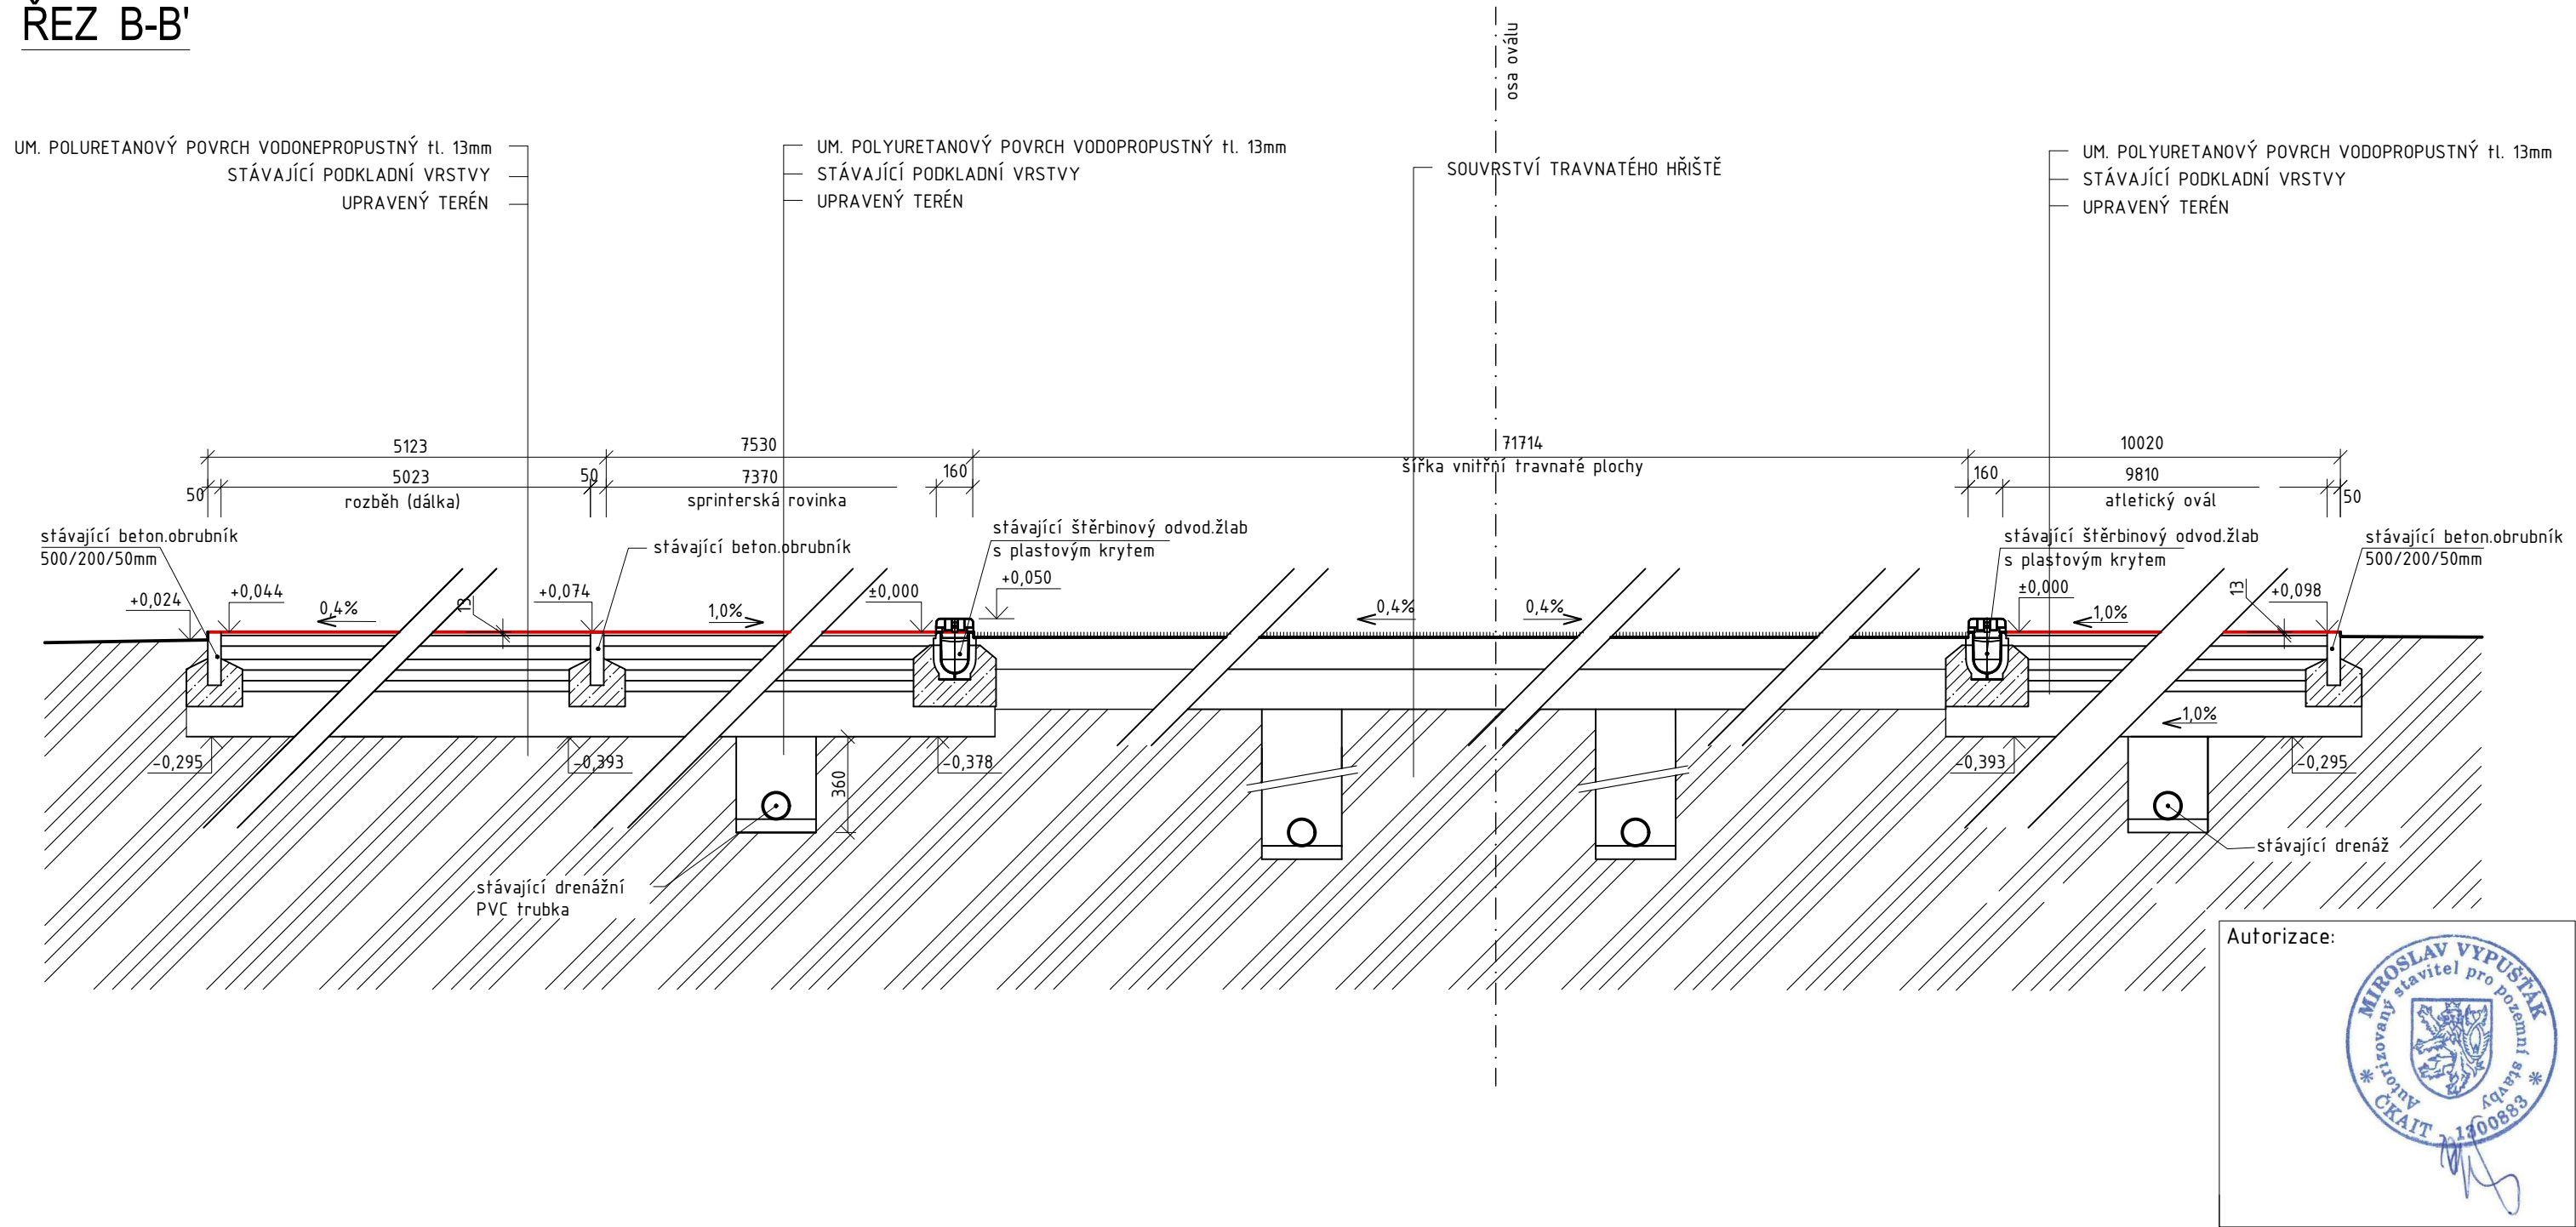 ŘEZ B-B'
osa oválu
UM. POLURETANOVÝ POVRCH VODONEPROPUSTNÝ tl. 13mm
STÁVAJÍCÍ PODKLADNÍ VRSTVY
UPRAVENÝ TERÉN
UM. POLYURETANOVÝ POVRCH VODOPROPUSTNÝ tl. 13mm
STÁVAJÍCÍ PODKLADNÍ VRSTVY
UPRAVENÝ TERÉN
SOUVRSTVÍ TRAVNATÉHO HŘIŠTĚ
UM. POLYURETANOVÝ POVRCH VODOPROPUSTNÝ tl. 13mm
STÁVAJÍCÍ PODKLADNÍ VRSTVY
UPRAVENÝ TERÉN
5123
7530
71714
10020
šířka vnitřní travnaté plochy
50
5023
50
7370
160
160
9810
50
rozběh (dálka)
sprinterská rovinka
atletický ovál
stávající beton.obrubník
500/200/50mm
stávající beton.obrubník
stávající štěrbinový odvod.žlab
s plastovým krytem
stávající štěrbinový odvod.žlab
s plastovým krytem
stávající beton.obrubník
500/200/50mm
+0,024
+0,044
0,4%
13
+0,074
1,0%
±0,000
+0,050
0,4%
0,4%
±0,000
1,0%
13
+0,098
1,0%
-0,295
-0,393
360
-0,378
-0,393
-0,295
stávající drenážní
PVC trubka
stávající drenáž
Autorizace:
MIROSLAV VYPUŠŤÁK
Autorizovaný stavitel pro pozemní stavby
* ČKAIT - 1300883 *